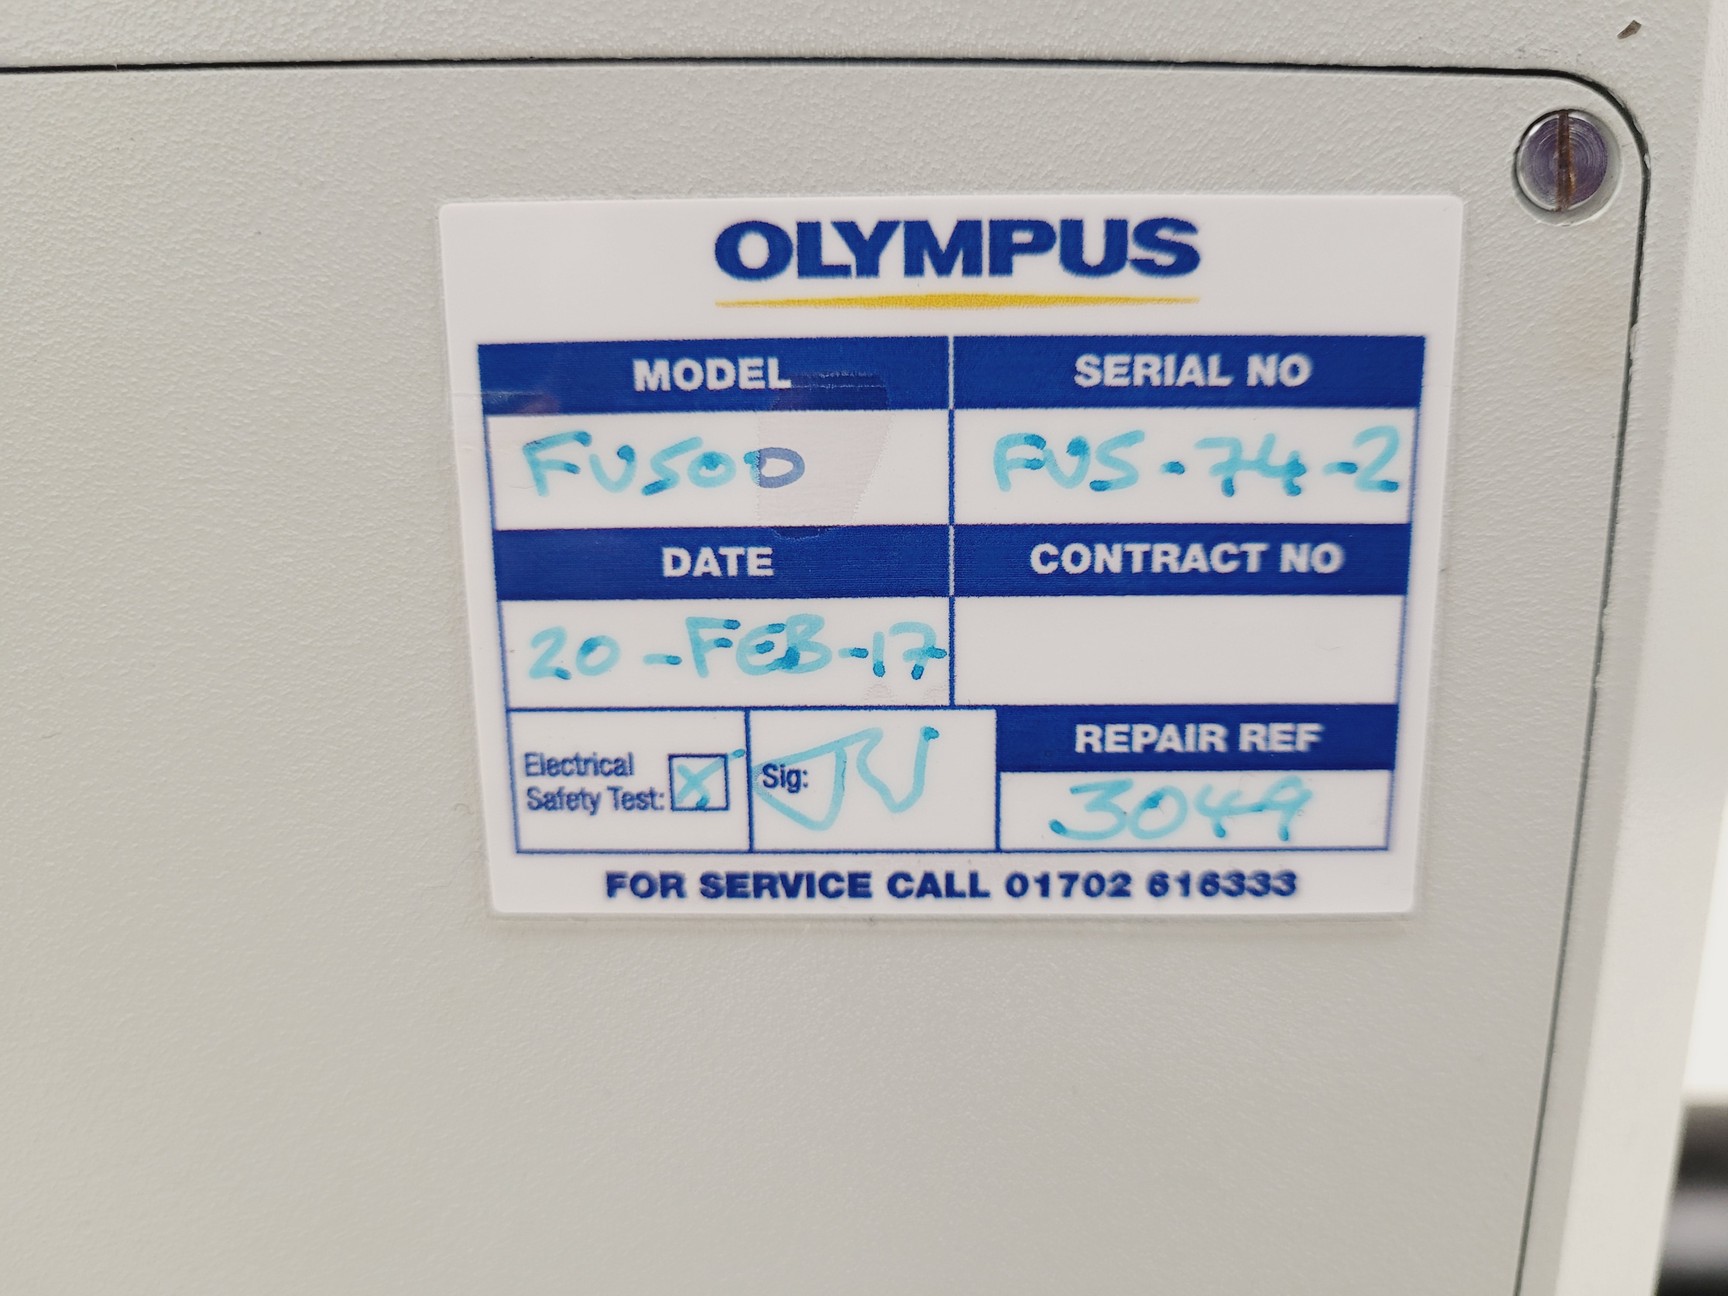 OLYMPUS
MODEL SERIAL NO
FV500 FV5-74-2
DATE CONTRACT NO
20-FEB-17
REPAIR REF
Electrical
Safety Test: X Sig:
3049
FOR SERVICE CALL 01702 616333